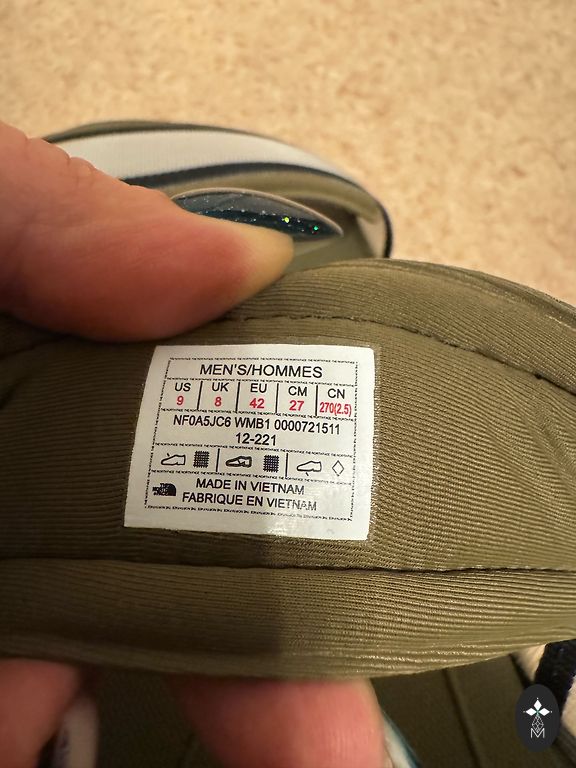 MEN'S/HOMMES
US UK EU CM CN
9 8 42 27 270(2.5)
NF0A5JC6 WMB1 0000721511
12-221
MADE IN VIETNAM
FABRIQUE EN VIETNAM
M